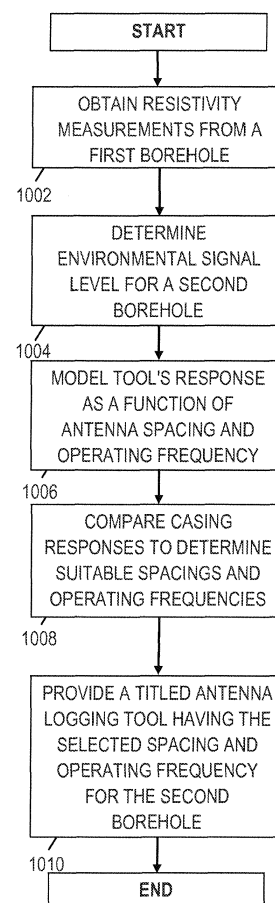 START
OBTAIN RESISTIVITY
MEASUREMENTS FROM A
FIRST BOREHOLE
1002
DETERMINE
ENVIRONMENTAL SIGNAL
LEVEL FOR A SECOND
BOREHOLE
1004
MODEL TOOL'S RESPONSE
AS A FUNCTION OF
ANTENNA SPACING AND
OPERATING FREQUENCY
1006
COMPARE CASING
RESPONSES TO DETERMINE
SUITABLE SPACINGS AND
OPERATING FREQUENCIES
1008
PROVIDE A TITLED ANTENNA
LOGGING TOOL HAVING THE
SELECTED SPACING AND
OPERATING FREQUENCY
FOR THE SECOND
BOREHOLE
1010
END